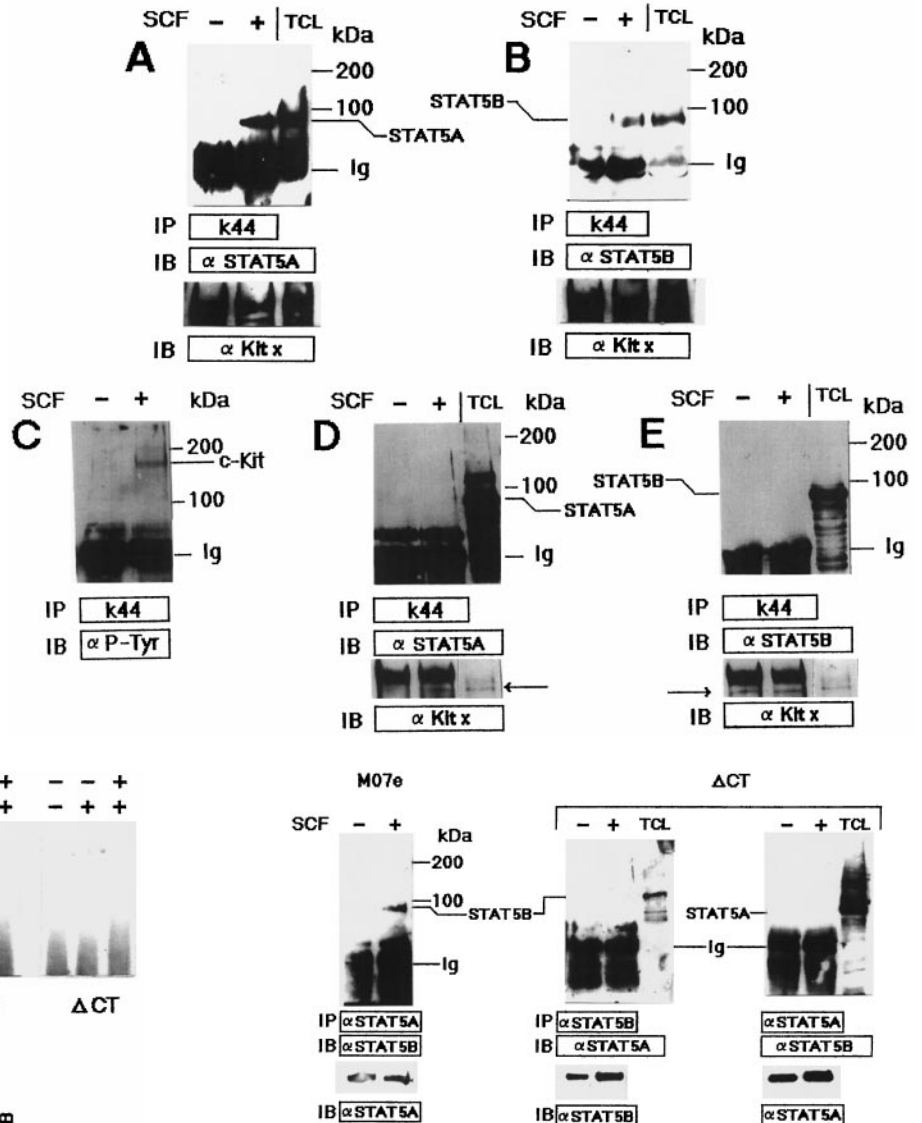 SCF − + TCL
kDa
A
200
100
STAT5A
Ig
IP k44
IB α STAT5A
IB α Kit x
SCF − + TCL
kDa
B
200
STAT5B
100
Ig
IP k44
IB α STAT5B
IB α Kit x
SCF − + kDa
C
200
c-Kit
100
Ig
IP k44
IB α P-Tyr
SCF − + TCL kDa
D
200
100
STAT5A
Ig
IP k44
IB α STAT5A
IB α Kit x
SCF − + TCL kDa
E
200
STAT5B
100
Ig
IP k44
IB α STAT5B
IB α Kit x
+ − − +
+ − + +
ΔCT
B
M07e
SCF − +
kDa
200
100
STAT5B
Ig
IP αSTAT5A
IB αSTAT5B
IB αSTAT5A
ΔCT
− + TCL
− + TCL
STAT5A
Ig
IP αSTAT5B
IB αSTAT5A
IB αSTAT5B
αSTAT5A
αSTAT5B
αSTAT5A